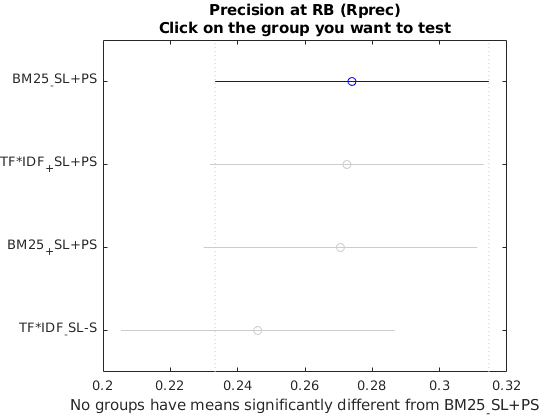 Precision at RB (Rprec)
Click on the group you want to test
BM25_SL+PS
TF*IDF+SL+PS
BM25+SL+PS
TF*IDF_SL-S
0.2 0.22 0.24 0.26 0.28 0.3 0.32
No groups have means significantly different from BM25_SL+PS